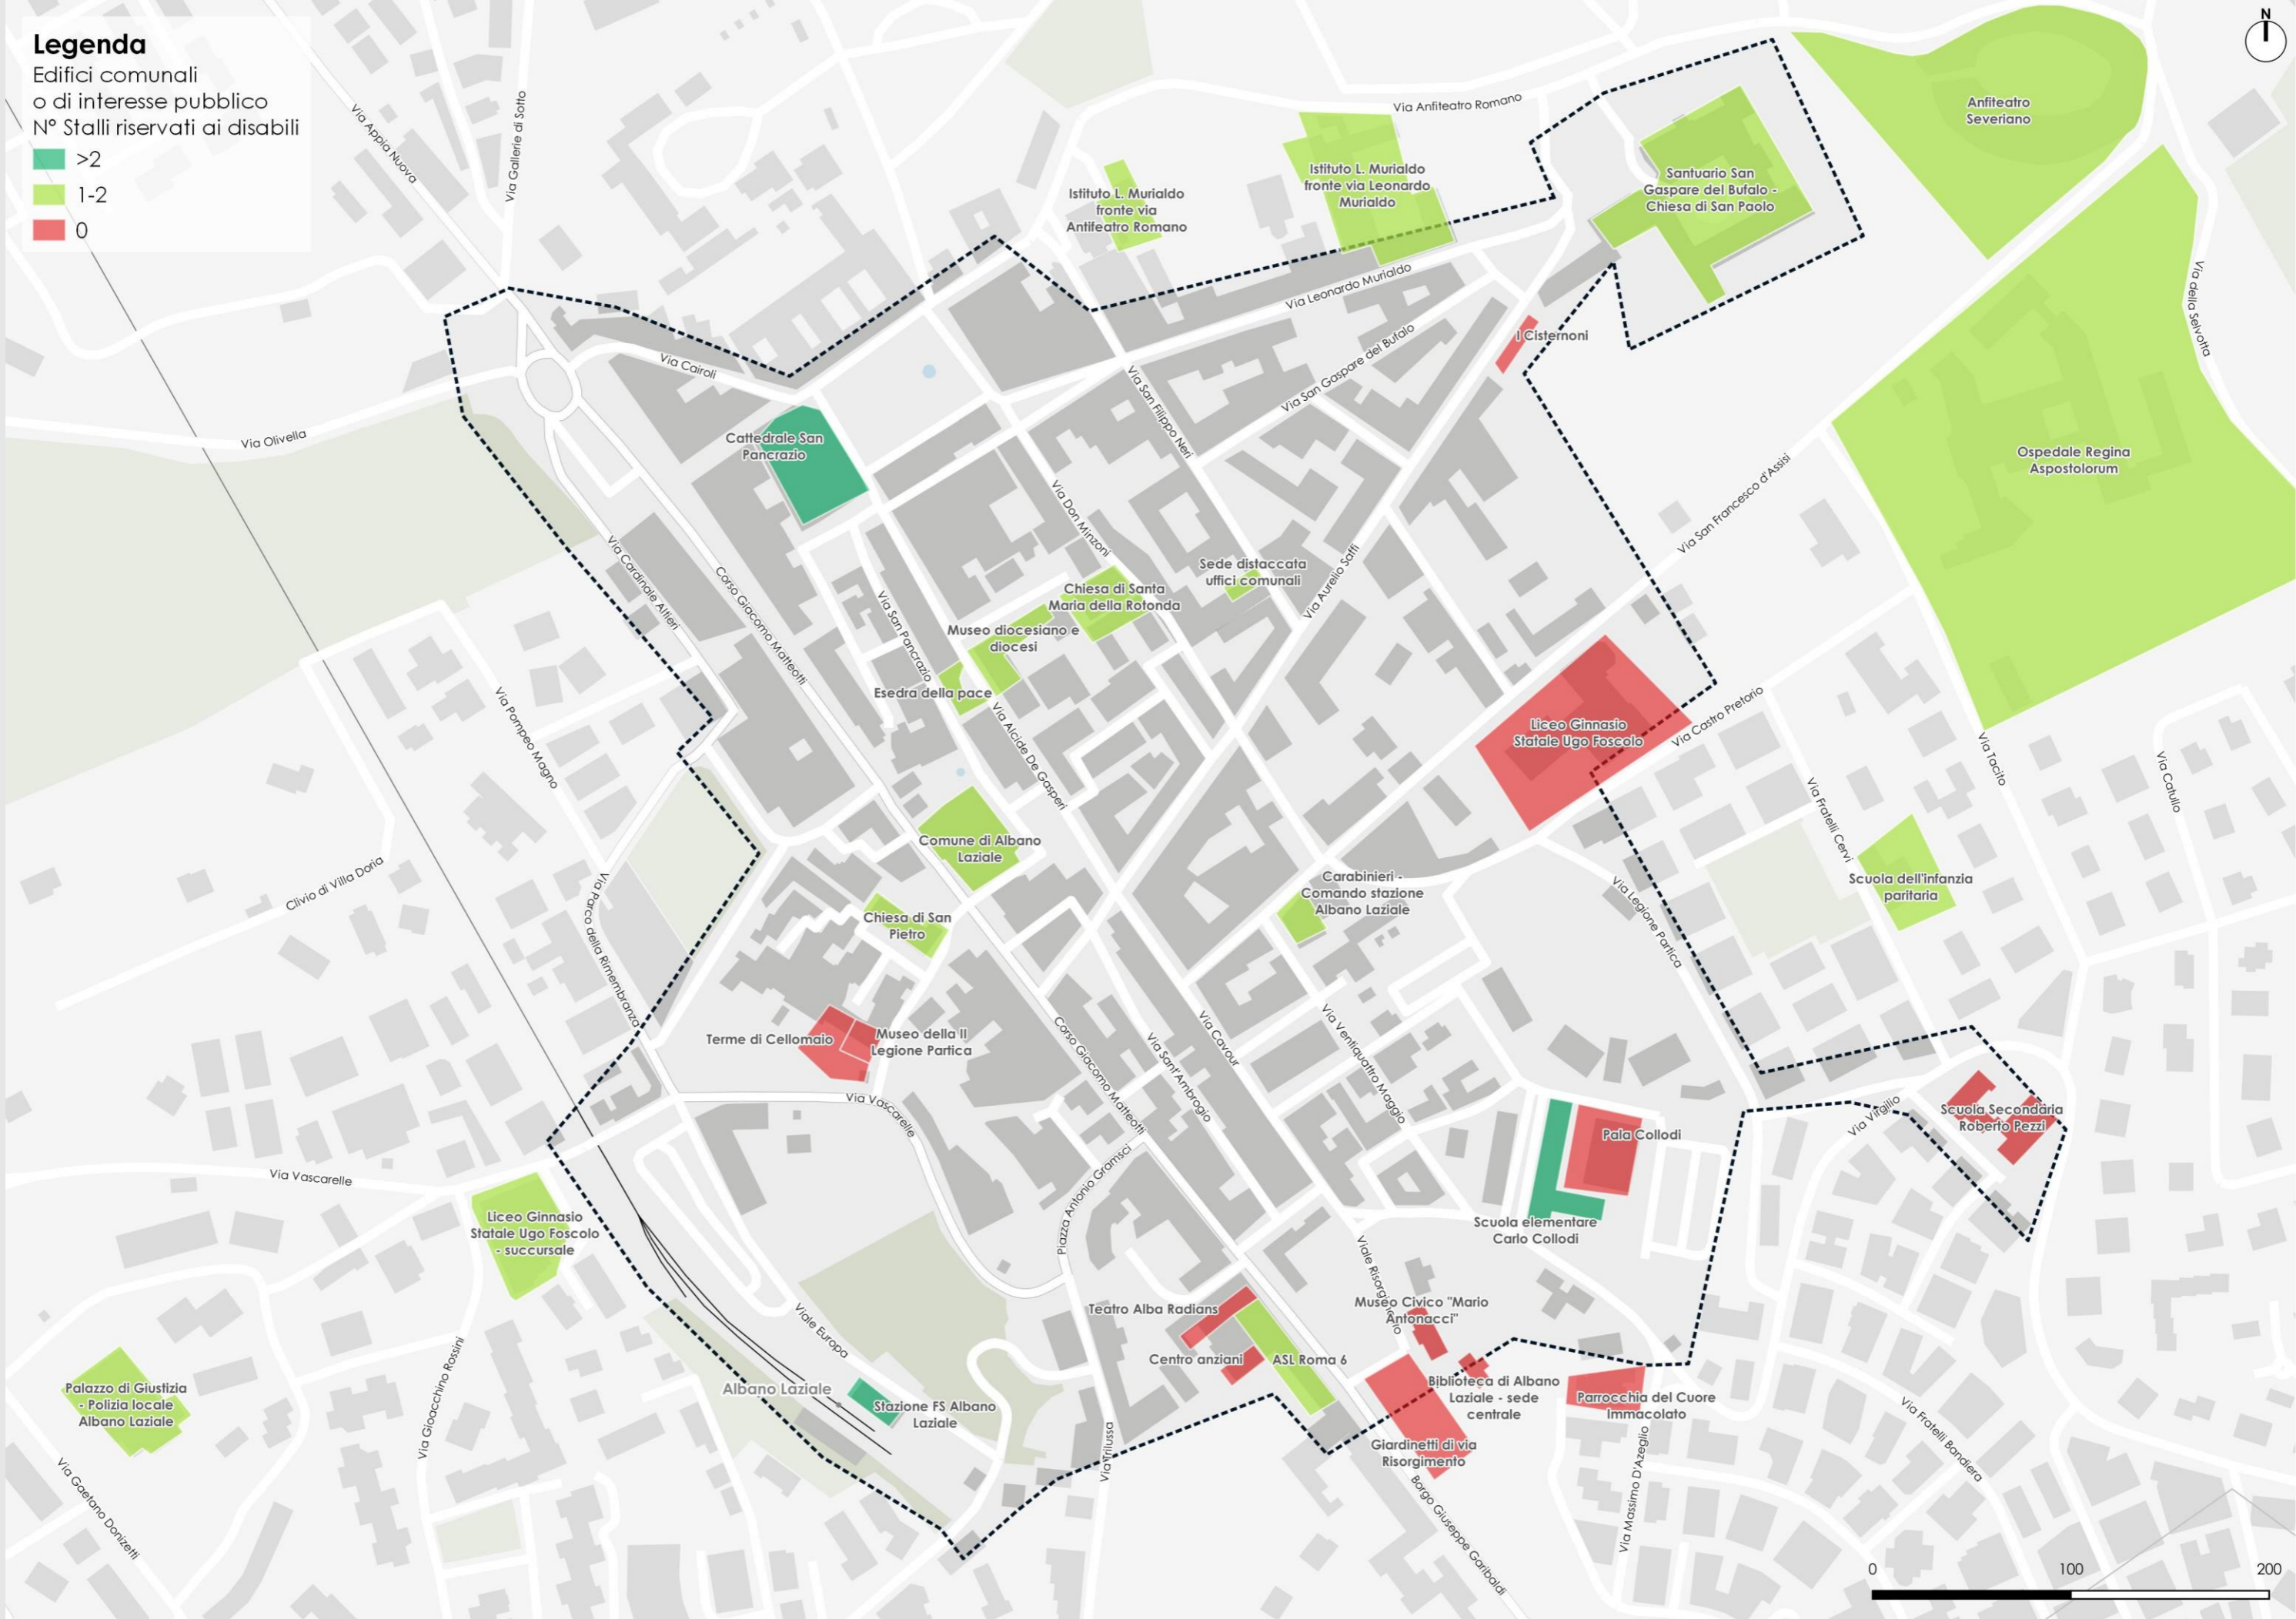 Legenda
Edifici comunali
o di interesse pubblico
N° Stalli riservati ai disabili
>2
1-2
0
N
Via Appia Nuova
Via Gallerie di Sotto
Via Anfiteatro Romano
Anfiteatro
Severiano
Istituto L. Murialdo
fronte via
Antifeatro Romano
Istituto L. Murialdo
fronte via Leonardo
Murialdo
Santuario San
Gaspare del Bufalo -
Chiesa di San Paolo
Via Leonardo Murialdo
Via della Selvotta
I Cisternoni
Via Cairoli
Via San Gaspare del Bufalo
Via San Filippo Neri
Via Olivella
Cattedrale San
Pancrazio
Ospedale Regina
Aspostolorum
Via San Francesco d'Assisi
Via Don Minzoni
Via Cardinale Altieri
Corso Giacomo Matteotti
Via San Pancrazio
Chiesa di Santa
Maria della Rotonda
Sede distaccata
uffici comunali
Via Aurelio Saffi
Museo diocesiano e
diocesi
Esedra della pace
Via Alcide De Gasperi
Via Pompeo Magno
Liceo Ginnasio
Statale Ugo Foscolo
Via Castro Pretorio
Via Tacito
Via Catullo
Via Fratelli Cervi
Comune di Albano
Laziale
Clivio di Villa Doria
Via Parco della Rimembranza
Chiesa di San
Pietro
Carabinieri -
Comando stazione
Albano Laziale
Via Legione Partica
Scuola dell'infanzia
paritaria
Terme di Cellomaio
Museo della II
Legione Partica
Corso Giacomo Matteotti
Via Sant'Ambrogio
Via Cavour
Via Ventiquattro Maggio
Via Vascarelle
Via Vascarelle
Piazza Antonio Gramsci
Pala Collodi
Scuola elementare
Carlo Collodi
Via Virgilio
Scuola Secondaria
Roberto Pezzi
Liceo Ginnasio
Statale Ugo Foscolo
- succursale
Viale Europa
Teatro Alba Radians
Centro anziani
ASL Roma 6
Museo Civico "Mario
Antonacci"
Biblioteca di Albano
Laziale - sede
centrale
Parrocchia del Cuore
Immacolato
Giardinetti di via
Risorgimento
Palazzo di Giustizia
- Polizia locale
Albano Laziale
Via Gioacchino Rossini
Albano Laziale
Stazione FS Albano
Laziale
Via Trilussa
Via Gaetano Donizetti
Borgo Giuseppe Garibaldi
Via Massimo D'Azeglio
Via Fratelli Bandiera
0
100
200